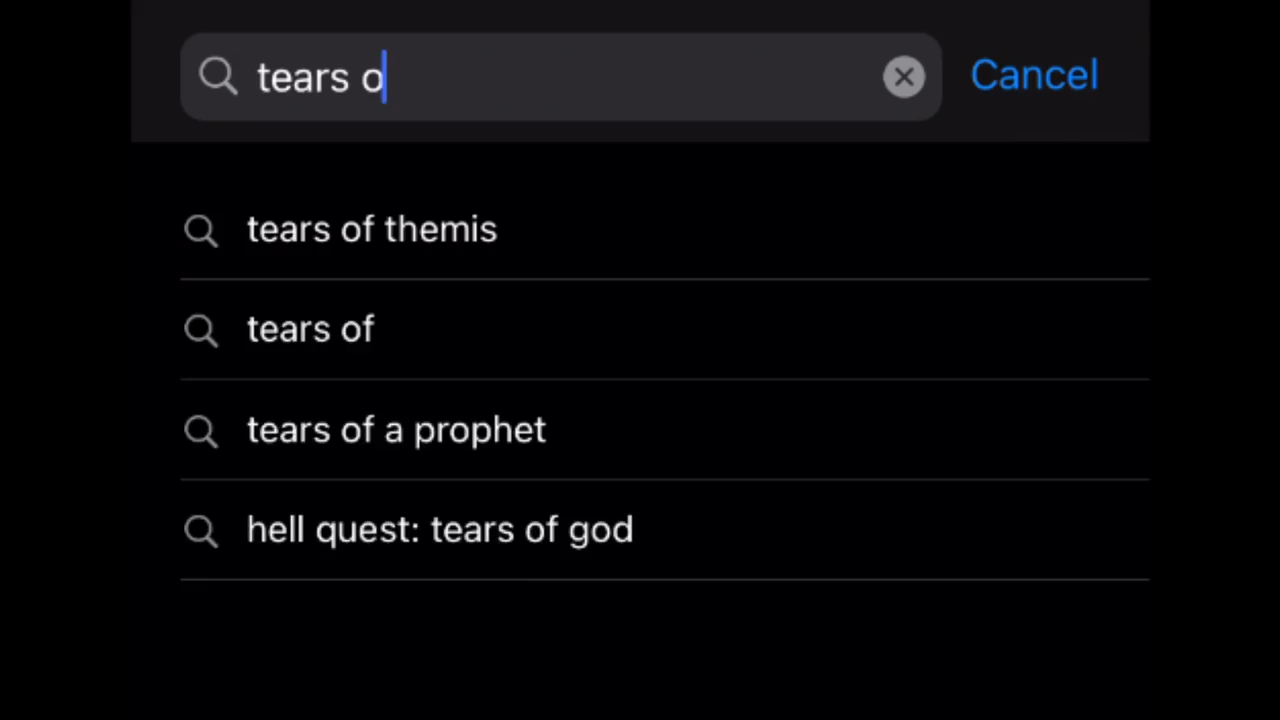 tears o
Cancel
tears of themis
tears of
tears of a prophet
hell quest: tears of god